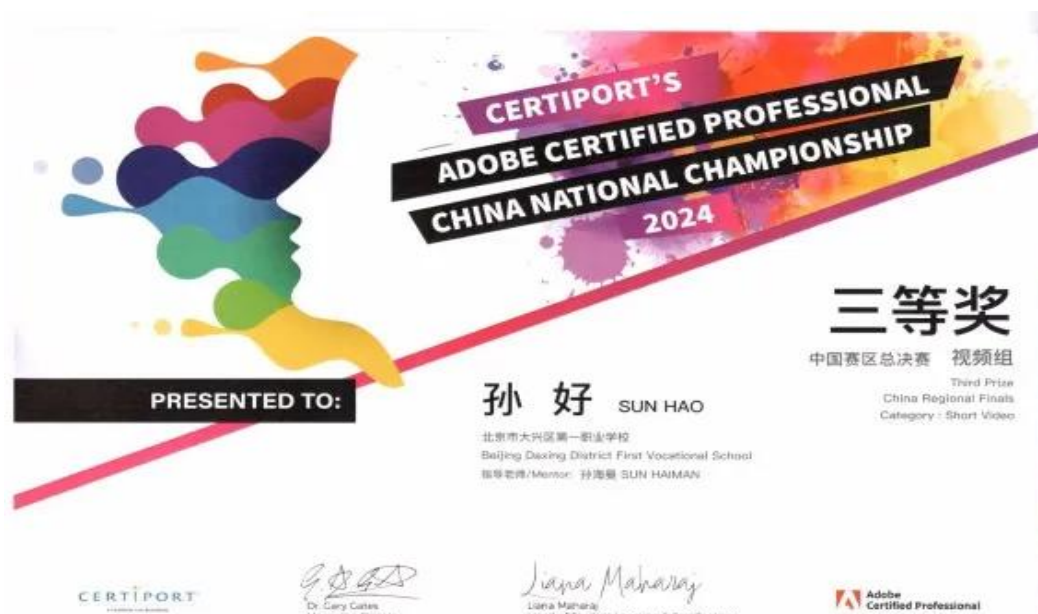 CERTIPORT'S
ADOBE CERTIFIED PROFESSIONAL
CHINA NATIONAL CHAMPIONSHIP
2024
三等奖
中国赛区总决赛 视频组
Third Prize
China Regional Finals
Category : Short Video
PRESENTED TO:
孙 好 SUN HAO
北京市大兴区第一职业学校
Beijing Daxing District First Vocational School
指导老师/Mentor: 孙海曼 SUN HAIMAN
CERTIPORT
Dr. Gary Gates
Liana Maharaj
Liana Maharaj
Adobe
Certified Professional